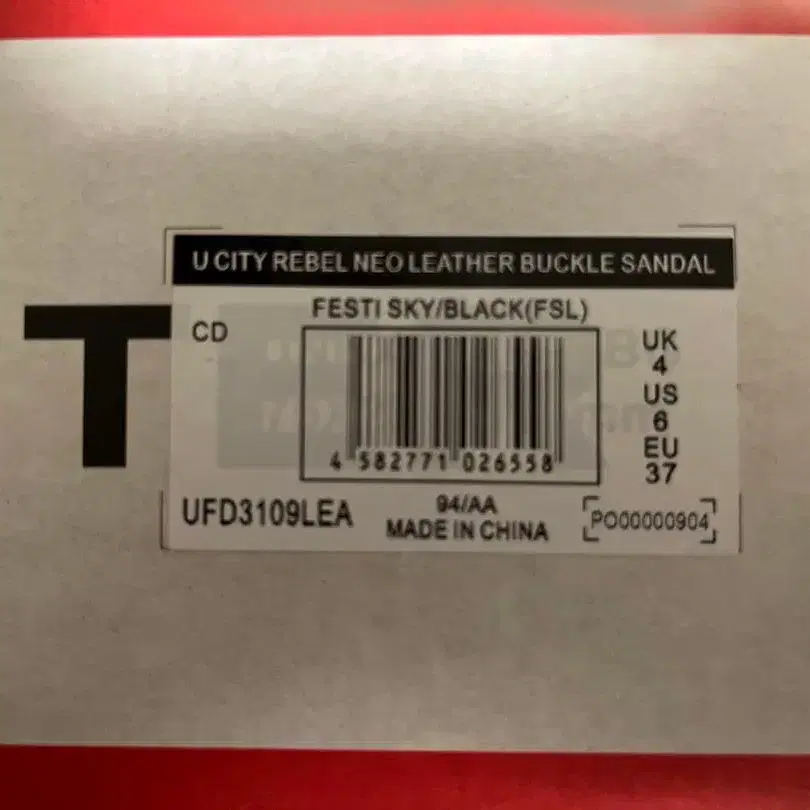 T
U CITY REBEL NEO LEATHER BUCKLE SANDAL
FESTI SKY/BLACK(FSL)
CD
UK
4
US
6
EU
37
4 582771 026558
UFD3109LEA
94/AA
MADE IN CHINA
PO00000904